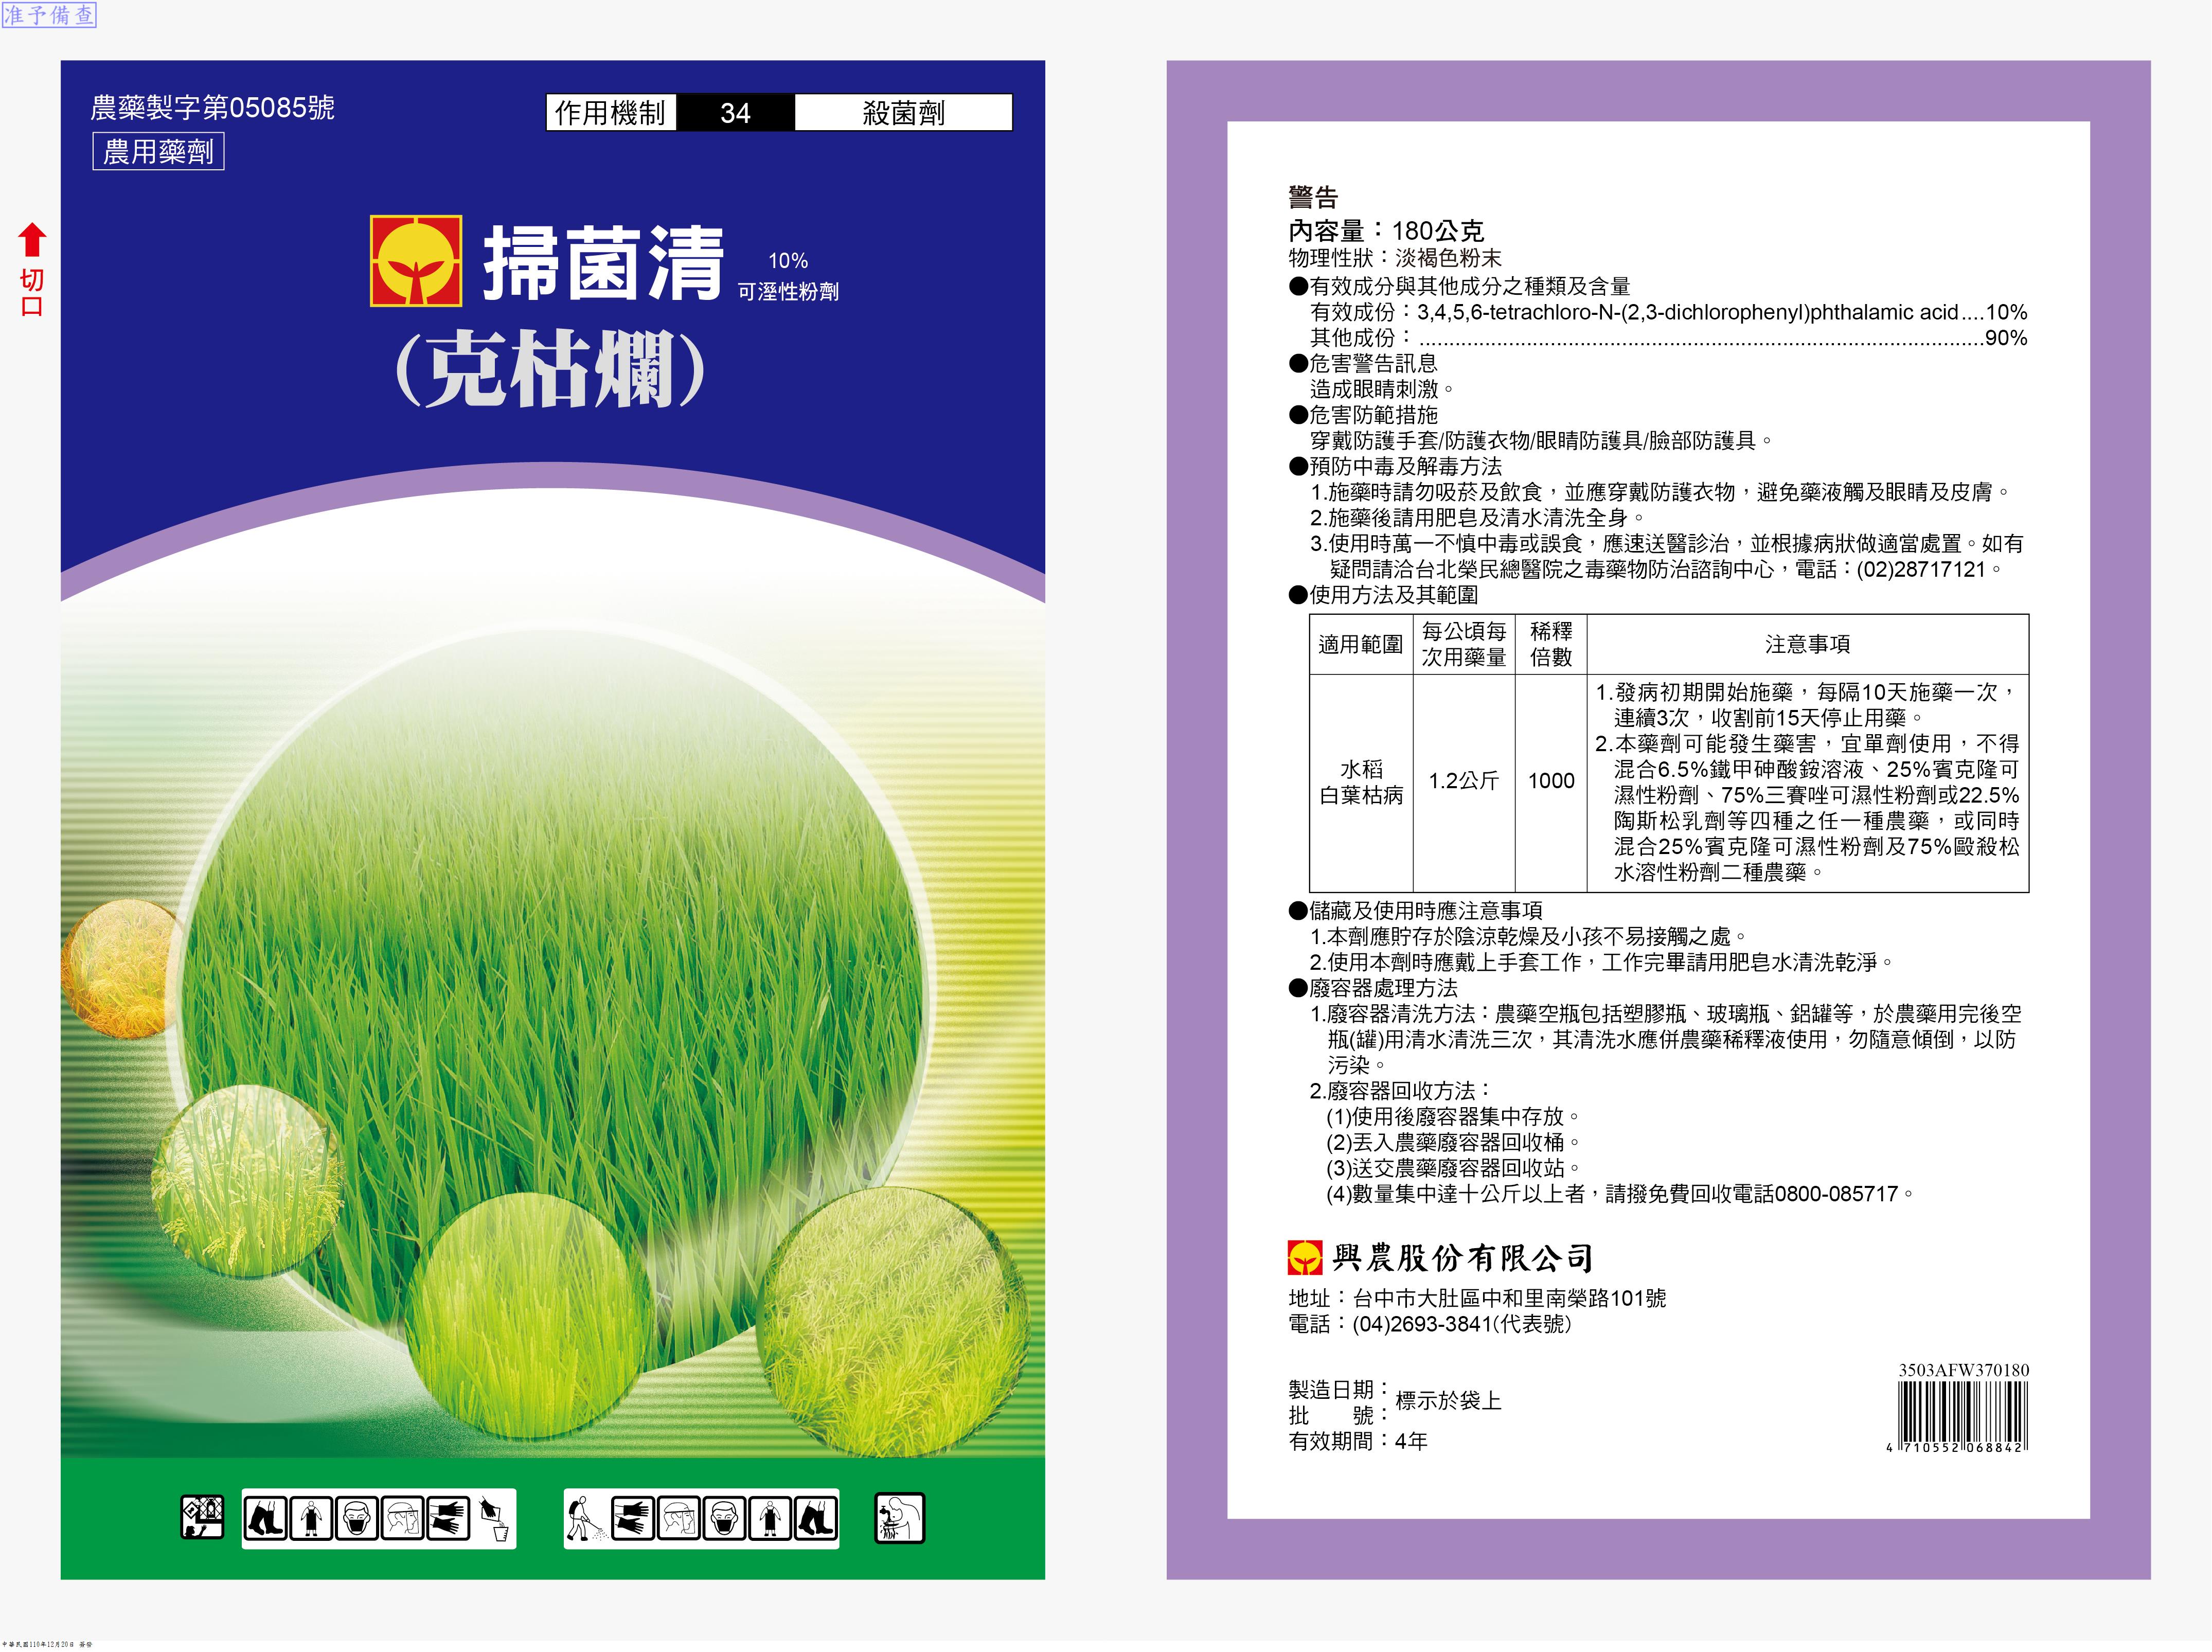 准予備查
農藥製字第05085號
農用藥劑
作用機制 34 殺菌劑
切口
掃菌清
10%
可溼性粉劑
(克枯爛)
警告
內容量：180公克
物理性狀：淡褐色粉末
●有效成分與其他成分之種類及含量
有效成份：3,4,5,6-tetrachloro-N-(2,3-dichlorophenyl)phthalamic acid....10%
其他成份：................................................................................................90%
●危害警告訊息
造成眼睛刺激。
●危害防範措施
穿戴防護手套/防護衣物/眼睛防護具/臉部防護具。
●預防中毒及解毒方法
1.施藥時請勿吸菸及飲食，並應穿戴防護衣物，避免藥液觸及眼睛及皮膚。
2.施藥後請用肥皂及清水清洗全身。
3.使用時萬一不慎中毒或誤食，應速送醫診治，並根據病狀做適當處置。如有
疑問請洽台北榮民總醫院之毒藥物防治諮詢中心，電話：(02)28717121。
●使用方法及其範圍
適用範圍
每公頃每
次用藥量
稀釋
倍數
注意事項
水稻
白葉枯病
1.2公斤
1000
1.發病初期開始施藥，每隔10天施藥一次，
連續3次，收割前15天停止用藥。
2.本藥劑可能發生藥害，宜單劑使用，不得
混合6.5%鐵甲砷酸銨溶液、25%賓克隆可
濕性粉劑、75%三賽唑可濕性粉劑或22.5%
陶斯松乳劑等四種之任一種農藥，或同時
混合25%賓克隆可濕性粉劑及75%毆殺松
水溶性粉劑二種農藥。
●儲藏及使用時應注意事項
1.本劑應貯存於陰涼乾燥及小孩不易接觸之處。
2.使用本劑時應戴上手套工作，工作完畢請用肥皂水清洗乾淨。
●廢容器處理方法
1.廢容器清洗方法：農藥空瓶包括塑膠瓶、玻璃瓶、鋁罐等，於農藥用完後空
瓶(罐)用清水清洗三次，其清洗水應併農藥稀釋液使用，勿隨意傾倒，以防
污染。
2.廢容器回收方法：
(1)使用後廢容器集中存放。
(2)丟入農藥廢容器回收桶。
(3)送交農藥廢容器回收站。
(4)數量集中達十公斤以上者，請撥免費回收電話0800-085717。
興農股份有限公司
地址：台中市大肚區中和里南榮路101號
電話：(04)2693-3841(代表號)
製造日期：
批　　號：
標示於袋上
有效期間：4年
3503AFW370180
4 710552 068842
中華民國110年12月20日 簽發